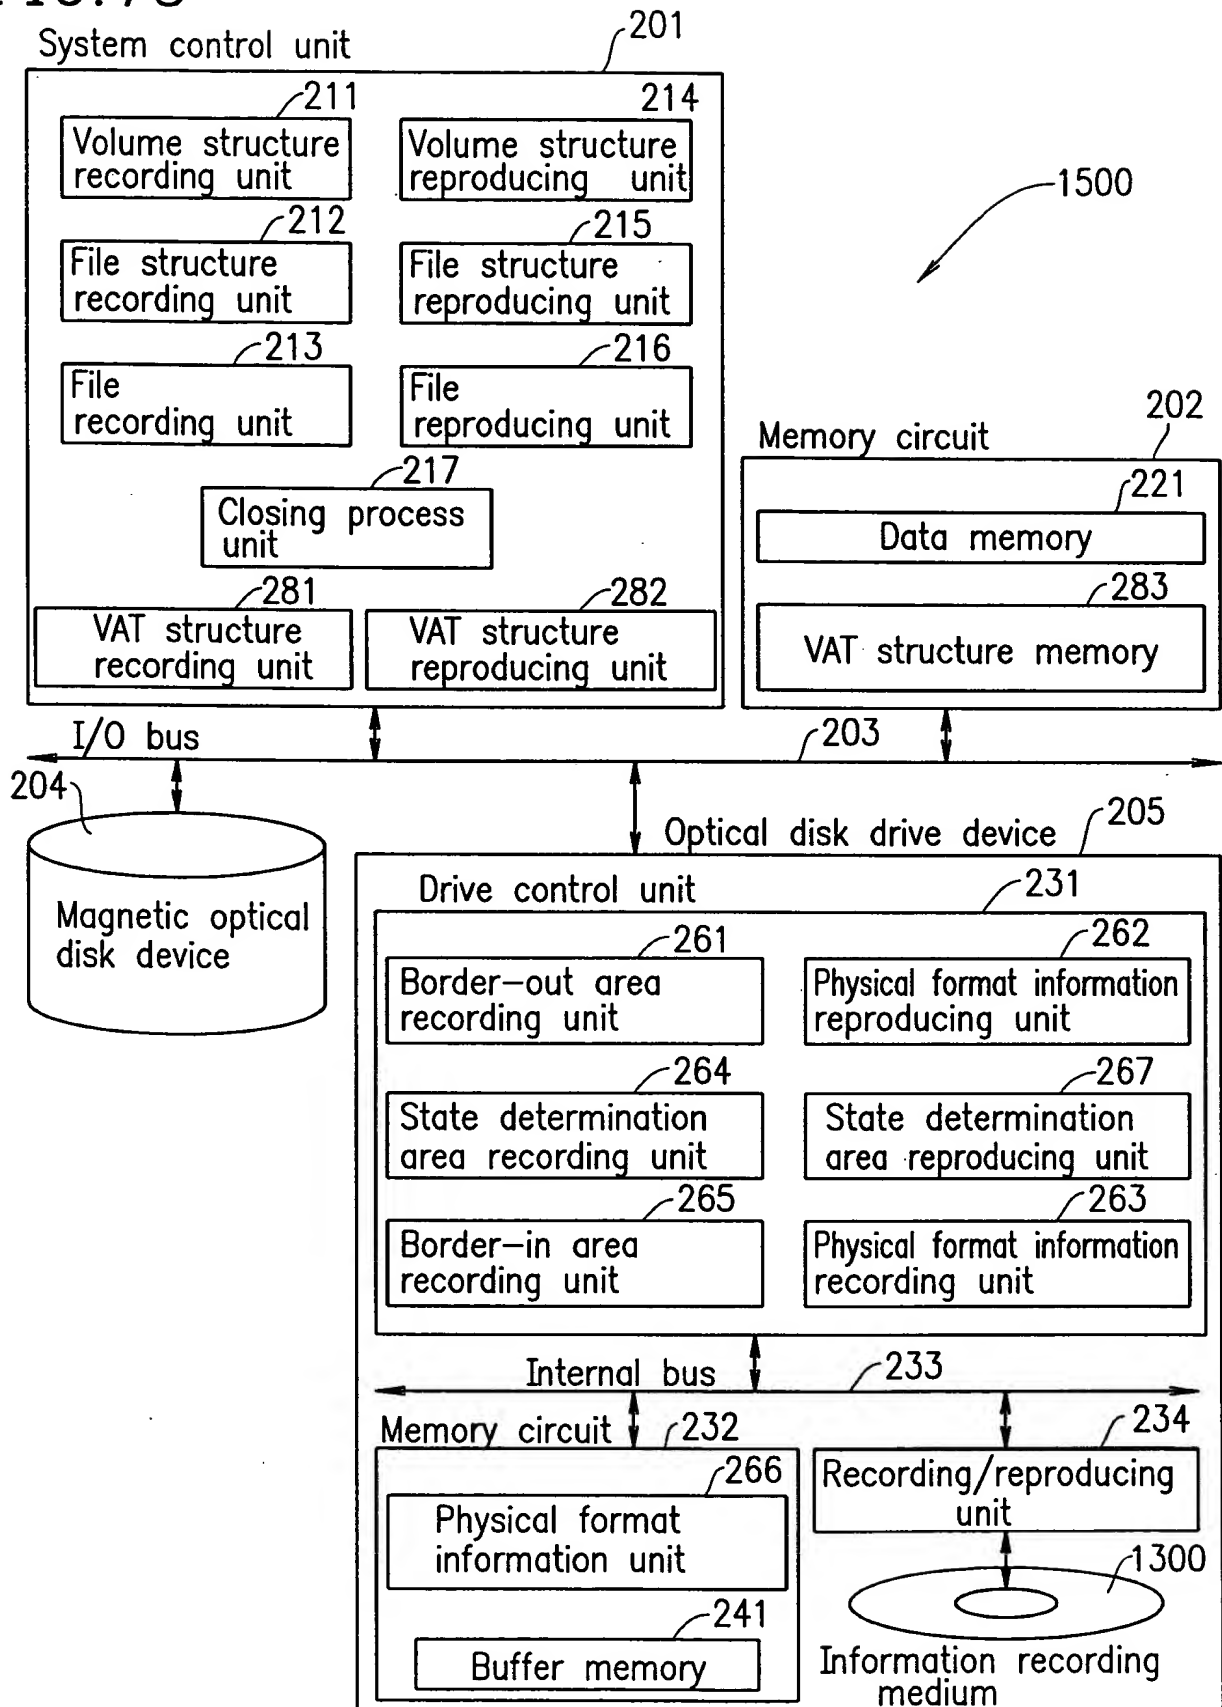 System control unit
201
211
Volume structure
recording unit
214
Volume structure
reproducing unit
1500
212
File structure
recording unit
215
File structure
reproducing unit
213
File
recording unit
216
File
reproducing unit
217
Closing process
unit
281
VAT structure
recording unit
282
VAT structure
reproducing unit
202
Memory circuit
221
Data memory
283
VAT structure memory
I/O bus
203
204
Magnetic optical
disk device
205
Optical disk drive device
Drive control unit
231
261
Border-out area
recording unit
262
Physical format information
reproducing unit
264
State determination
area recording unit
267
State determination
area reproducing unit
265
Border-in area
recording unit
263
Physical format information
recording unit
Internal bus
233
Memory circuit
232
266
Physical format
information unit
241
Buffer memory
234
Recording/reproducing
unit
1300
Information recording
medium